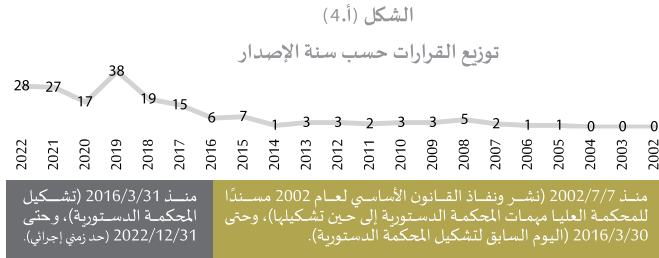 الشكل (أ.4)
توزيع القرارات حسب سنة الإصدار
28 27 17 38 19 15 6 7 1 3 3 2 3 3 5 2 1 1 0 0 0
2022 2021 2020 2019 2018 2017 2016 2015 2014 2013 2012 2011 2010 2009 2008 2007 2006 2005 2004 2003 2002
منذ 2002/7/7 (نشر ونفاذ القانون الأساسي لعام 2002 مسندًا
للمحكمة العليا مهمات المحكمة الدستورية إلى حين تشكيلها)، وحتى
2016/3/30 (اليوم السابق لتشكيل المحكمة الدستورية).
منذ 2016/3/31 (تشكيل
المحكمة الدستورية)، وحتى
2022/12/31 (حد زمني إجرائي).